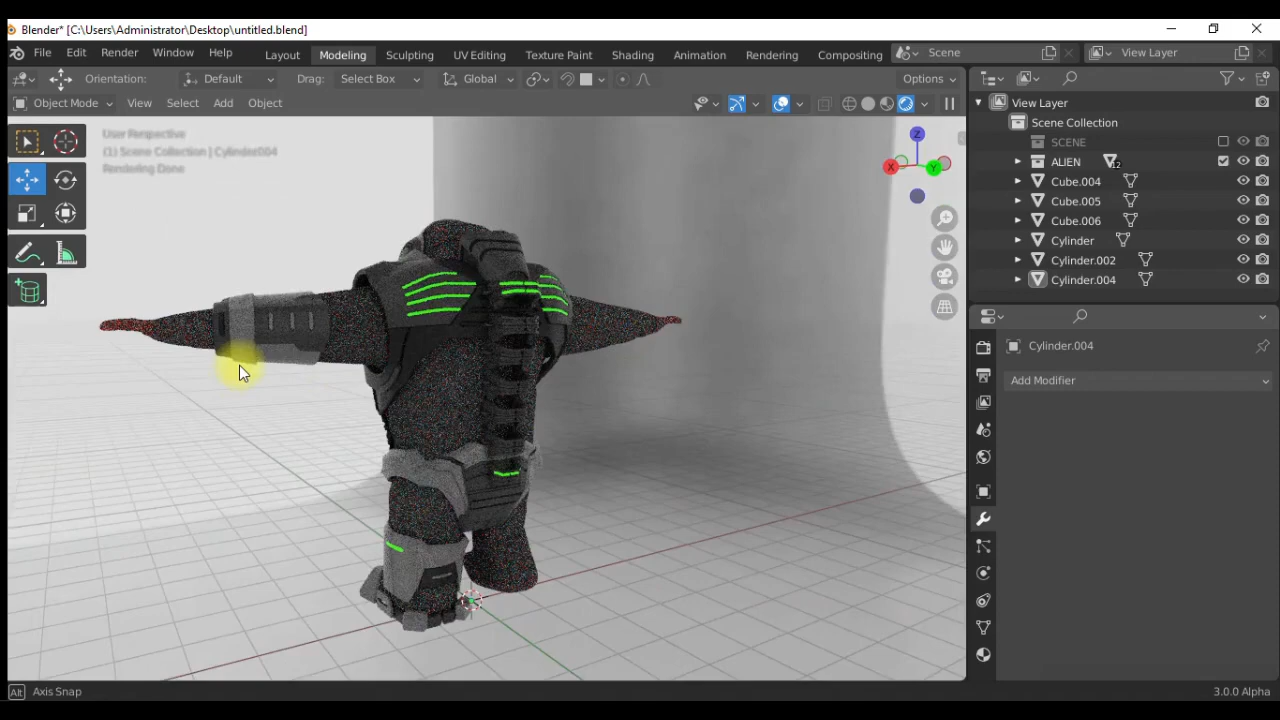 Blender* [C:\Users\Administrator\Desktop\untitled.blend]
File Edit Render Window Help Layout Modeling Sculpting UV Editing Texture Paint Shading Animation Rendering Compositing Scene View Layer
Orientation: Default Drag: Select Box Global Options
Object Mode View Select Add Object
User Perspective
(1) Scene Collection | Cylinder.004
Rendering Done
Z
X
Y
View Layer
Scene Collection
SCENE
ALIEN 12
Cube.004
Cube.005
Cube.006
Cylinder
Cylinder.002
Cylinder.004
Cylinder.004
Add Modifier
Alt Axis Snap
3.0.0 Alpha